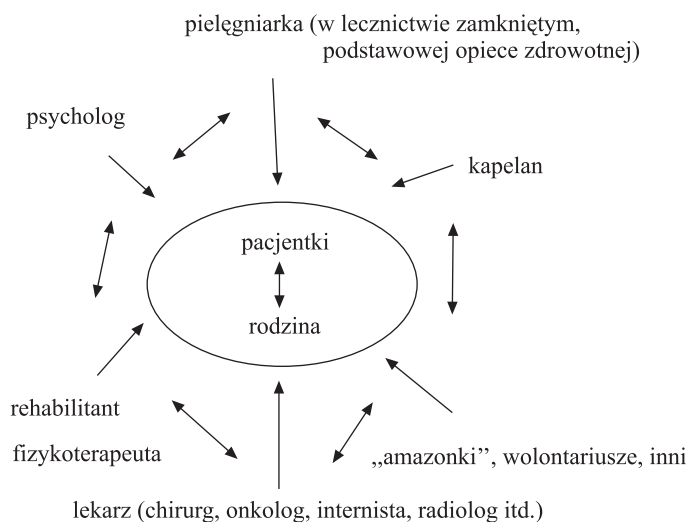 pielęgniarka (w lecznictwie zamkniętym,
podstawowej opiece zdrowotnej)
psycholog
kapelan
pacjentki
rodzina
rehabilitant
fizykoterapeuta
„amazonki”, wolontariusze, inni
lekarz (chirurg, onkolog, internista, radiolog itd.)